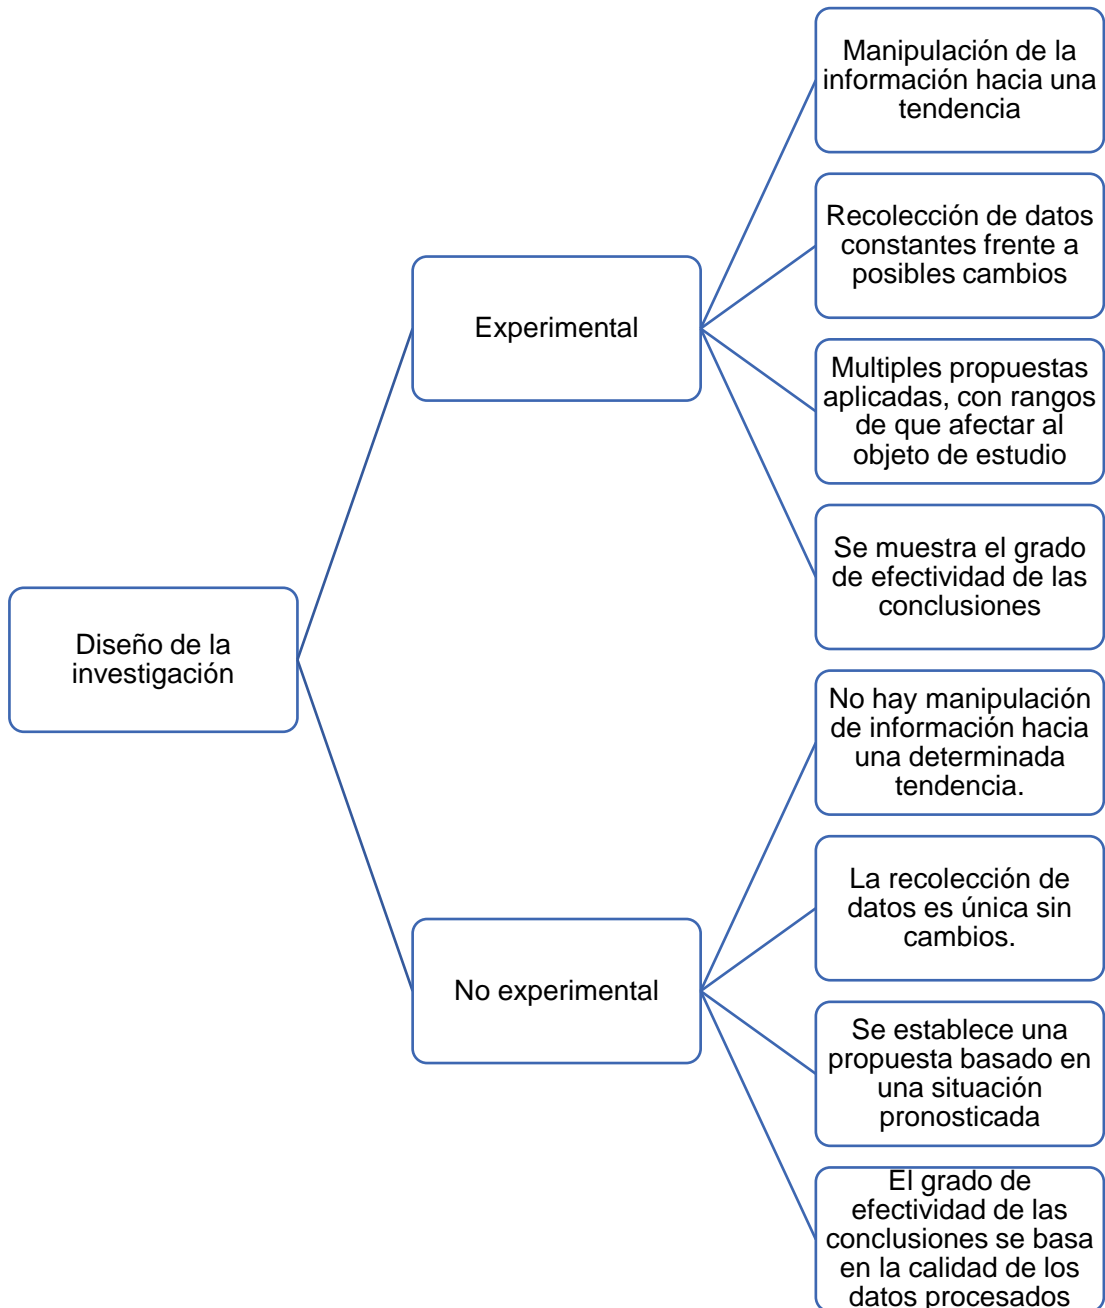 Diseño de la
investigación
Experimental
Manipulación de la
información hacia una
tendencia
Recolección de datos
constantes frente a
posibles cambios
Multiples propuestas
aplicadas, con rangos
de que afectar al
objeto de estudio
Se muestra el grado
de efectividad de las
conclusiones
No experimental
No hay manipulación
de información hacia
una determinada
tendencia.
La recolección de
datos es única sin
cambios.
Se establece una
propuesta basado en
una situación
pronosticada
El grado de
efectividad de las
conclusiones se basa
en la calidad de los
datos procesados